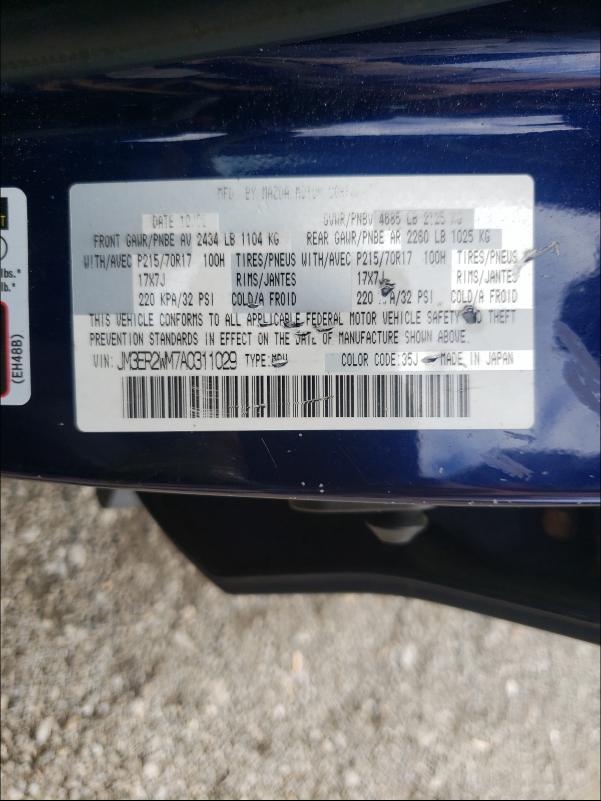 MFD. BY MAZDA MOTOR
DATE GVWR/PNBV 4685 LB 2125 KG
FRONT GAWR/PNBE AV 2434 LB 1104 KG REAR GAWR/PNBE AR 2260 LB 1025 KG
WITH/AVEC P215/70R17 100H TIRES/PNEUS WITH/AVEC P215/70R17 100H TIRES/PNEUS
17X7J RIMS/JANTES 17X7J RIMS/JANTES
220 KPA/32 PSI COLD/A FROID 220 KPA/32 PSI COLD/A FROID
THIS VEHICLE CONFORMS TO ALL APPLICABLE FEDERAL MOTOR VEHICLE SAFETY AND THEFT
PREVENTION STANDARDS IN EFFECT ON THE DATE OF MANUFACTURE SHOWN ABOVE.
VIN: JM3ER2WM7A0311029 TYPE: COLOR CODE:35J MADE IN JAPAN
lbs.*
lb.*
(EH48B)